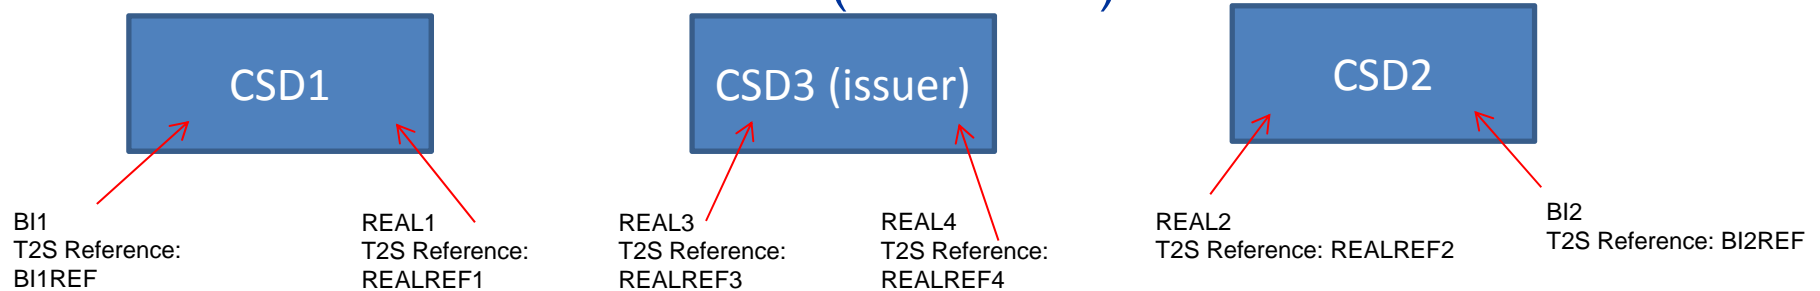 CSD1
CSD3 (issuer)
CSD2
BI1
T2S Reference:
BI1REF
REAL1
T2S Reference:
REALREF1
REAL3
T2S Reference:
REALREF3
REAL4
T2S Reference:
REALREF4
REAL2
T2S Reference: REALREF2
BI2
T2S Reference: BI2REF